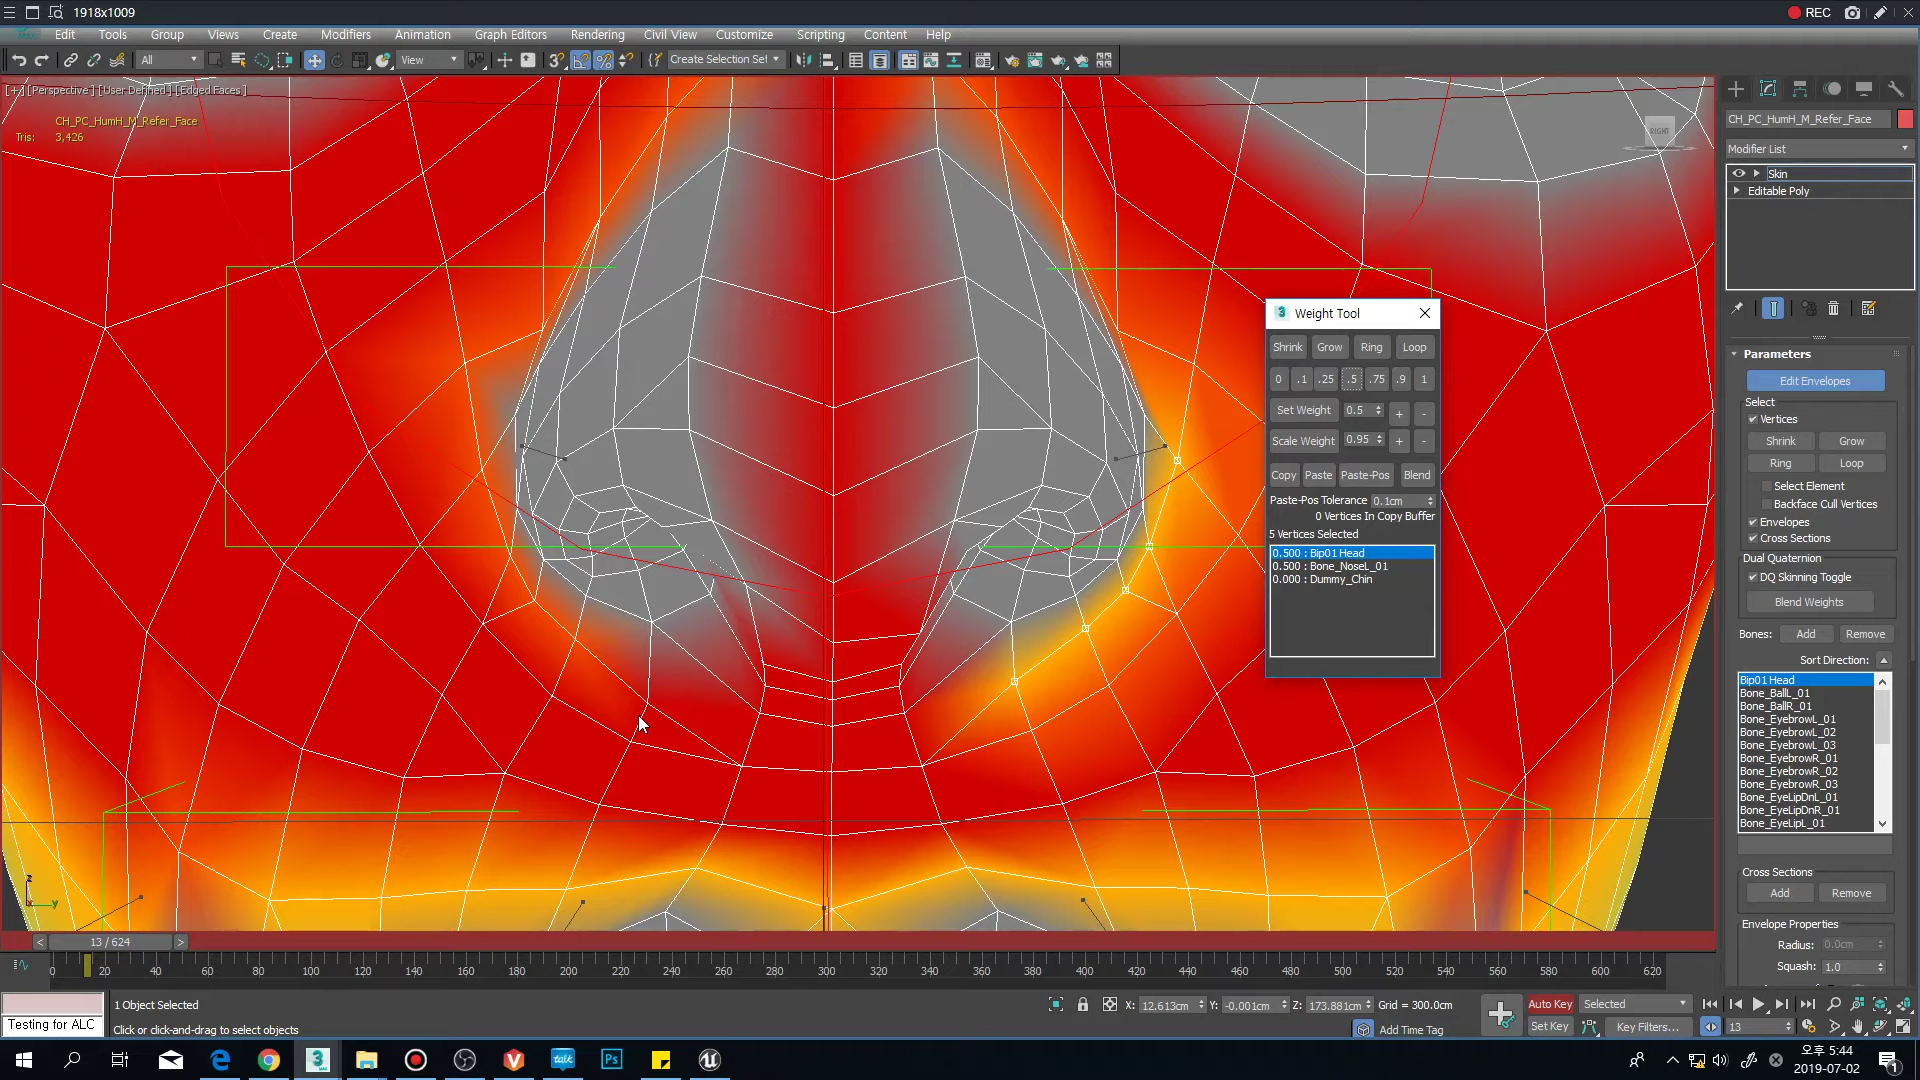 1918x1009
REC
Edit Tools Group Views Create Modifiers Animation Graph Editors Rendering Civil View Customize Scripting Content Help
All View Create Selection Set
[+] [Perspective] [User Defined] [Edged Faces]
CH_PC_HumH_M_Refer_Face
Tris: 3,426
RIGHT
CH_PC_HumH_M_Refer_Face
Modifier List
Skin
Editable Poly
Weight Tool
Shrink Grow Ring Loop
0 .1 .25 .5 .75 .9 1
Set Weight 0.5 + -
Scale Weight 0.95 + -
Copy Paste Paste-Pos Blend
Paste-Pos Tolerance 0.1cm
0 Vertices In Copy Buffer
5 Vertices Selected
0.500 : Bip01 Head
0.500 : Bone_NoseL_01
0.000 : Dummy_Chin
Parameters
Edit Envelopes
Select
Vertices
Shrink Grow
Ring Loop
Select Element
Backface Cull Vertices
Envelopes
Cross Sections
Dual Quaternion
DQ Skinning Toggle
Blend Weights
Bones: Add Remove
Sort Direction:
Bip01 Head
Bone_BallL_01
Bone_BallR_01
Bone_EyebrowL_01
Bone_EyebrowL_02
Bone_EyebrowL_03
Bone_EyebrowR_01
Bone_EyebrowR_02
Bone_EyebrowR_03
Bone_EyeLipDnL_01
Bone_EyeLipDnR_01
Bone_EyeLipL_01
Cross Sections
Add Remove
Envelope Properties
Radius: 0.0cm
Squash: 1.0
z
x y
< 13 / 624 >
0 20 40 60 80 100 120 140 160 180 200 220 240 260 280 300 320 340 360 380 400 420 440 460 480 500 520 540 560 580 600 620
1 Object Selected
X: 12.613cm Y: -0.001cm Z: 173.881cm Grid = 300.0cm
Auto Key Selected
Testing for ALC
Click or click-and-drag to select objects
Add Time Tag
Set Key Key Filters... 13
3 talk Ps
오후 5:44
2019-07-02
1